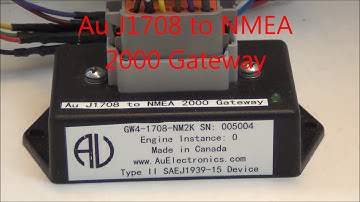 Au J1708 to NMEA
2000 Gateway
Au J1708 to NMEA 2000 Gateway
AU
GW4-1708-NM2K SN: 005004
Engine Instance: 0
Made in Canada
www.AuElectronics.com
Type II SAEJ1939-15 Device